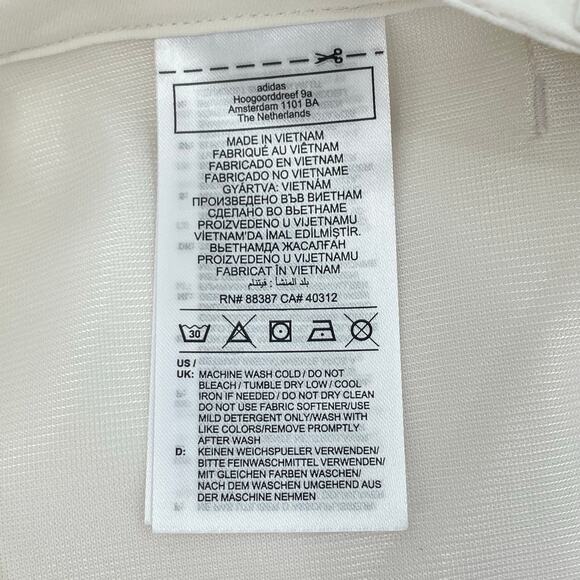 adidas
Hoogoorddreef 9a
Amsterdam 1101 BA
The Netherlands
MADE IN VIETNAM
FABRIQUÉ AU VIÊTNAM
FABRICADO EN VIETNAM
FABRICADO NO VIETNAME
GYÁRTVA: VIETNÁM
ПРОИЗВЕДЕНО ВЪВ ВИЕТНАМ
СДЕЛАНО ВО ВЬЕТНАМЕ
PROIZVEDENO U VIJETNAMU
VİETNAM'DA İMAL EDİLMİŞTİR.
ВЬЕТНАМДА ЖАСАЛҒАН
PROIZVEDENO U VIJETNAMU
FABRICAT ÎN VIETNAM
بلد المنشأ : فيتنام
RN# 88387 CA# 40312
30
US /
UK: MACHINE WASH COLD / DO NOT
BLEACH / TUMBLE DRY LOW / COOL
IRON IF NEEDED / DO NOT DRY CLEAN
DO NOT USE FABRIC SOFTENER/USE
MILD DETERGENT ONLY/WASH WITH
LIKE COLORS/REMOVE PROMPTLY
AFTER WASH
D: KEINEN WEICHSPUELER VERWENDEN/
BITTE FEINWASCHMITTEL VERWENDEN/
MIT GLEICHEN FARBEN WASCHEN/
NACH DEM WASCHEN UMGEHEND AUS
DER MASCHINE NEHMEN